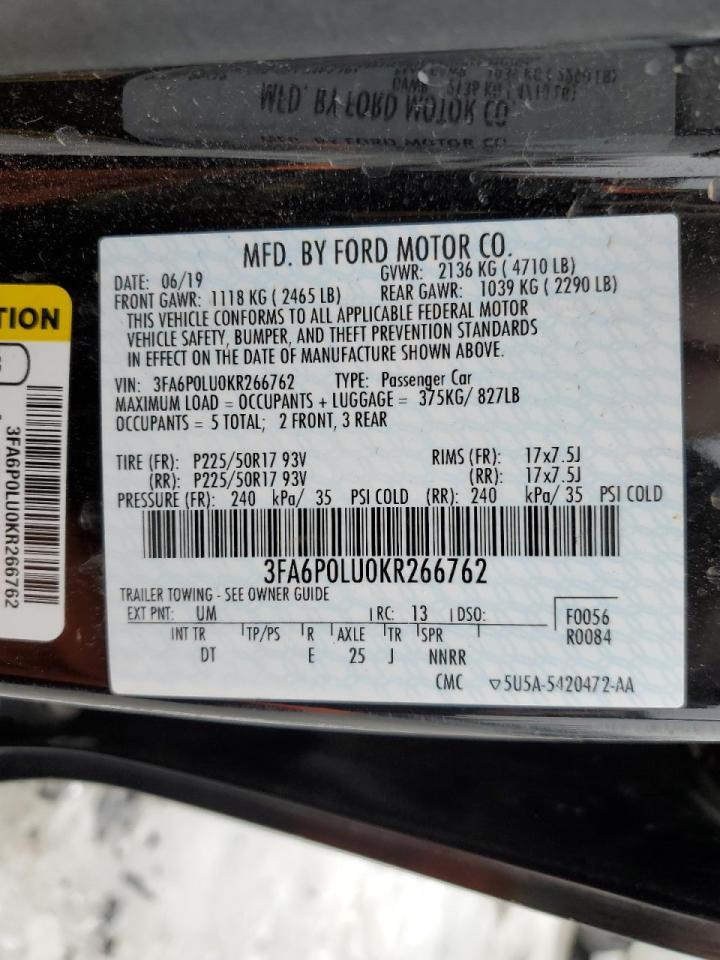 MFD. BY FORD MOTOR CO.
DATE: 06/19 GVWR: 2136 KG ( 4710 LB)
FRONT GAWR: 1118 KG ( 2465 LB) REAR GAWR: 1039 KG ( 2290 LB)
THIS VEHICLE CONFORMS TO ALL APPLICABLE FEDERAL MOTOR
VEHICLE SAFETY, BUMPER, AND THEFT PREVENTION STANDARDS
IN EFFECT ON THE DATE OF MANUFACTURE SHOWN ABOVE.
VIN: 3FA6P0LU0KR266762 TYPE: Passenger Car
MAXIMUM LOAD = OCCUPANTS + LUGGAGE = 375KG/ 827LB
OCCUPANTS = 5 TOTAL; 2 FRONT, 3 REAR
TIRE (FR): P225/50R17 93V RIMS (FR): 17x7.5J
(RR): P225/50R17 93V (RR): 17x7.5J
PRESSURE (FR): 240 kPa/ 35 PSI COLD (RR): 240 kPa/ 35 PSI COLD
3FA6P0LU0KR266762
TRAILER TOWING - SEE OWNER GUIDE
EXT PNT: UM RC: 13 DSO: F0056
R0084
INT TR TP/PS R AXLE TR SPR
DT E 25 J NNRR
CMC ▽5U5A-5420472-AA
TION
3FA6P0LU0KR266762
MFD. BY FORD MOTOR CO